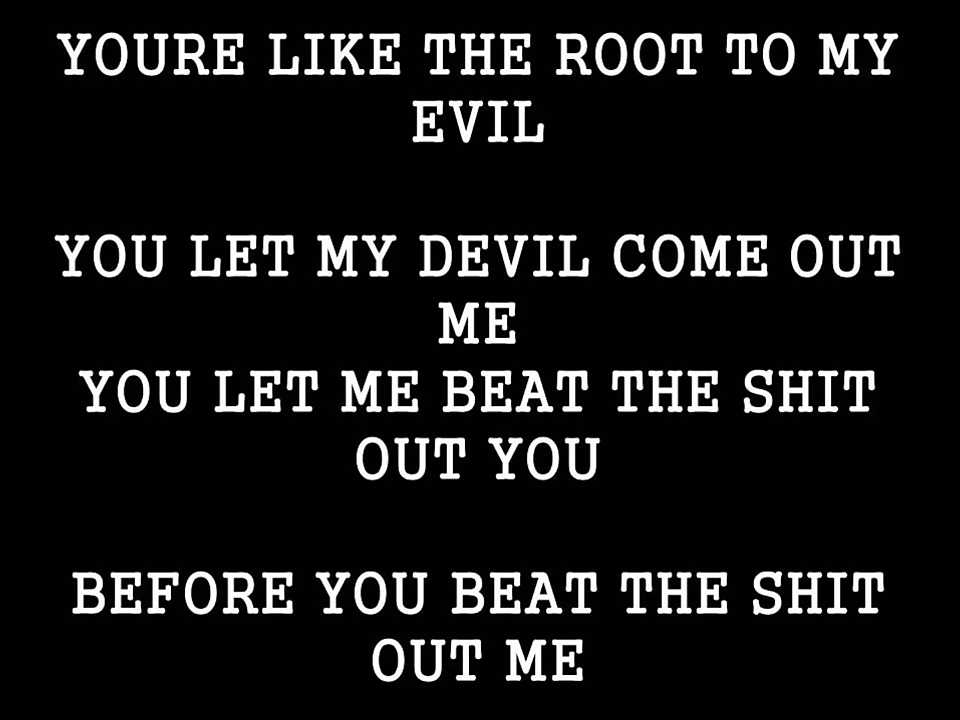 YOURE LIKE THE ROOT TO MY
EVIL
YOU LET MY DEVIL COME OUT
ME
YOU LET ME BEAT THE SHIT
OUT YOU
BEFORE YOU BEAT THE SHIT
OUT ME